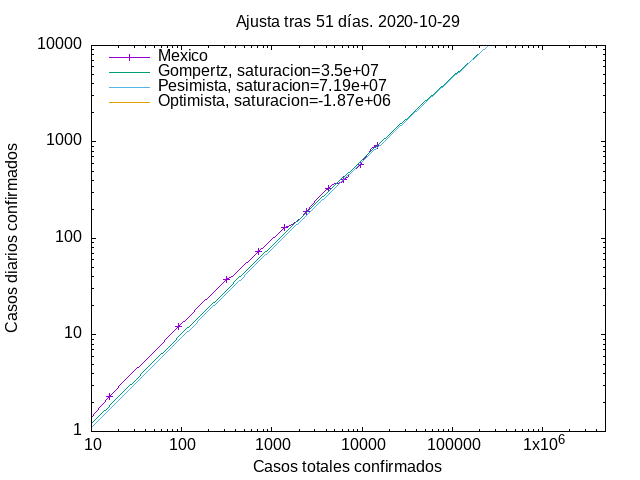 Ajusta tras 51 días. 2020-10-29
Mexico
Gompertz, saturacion=3.5e+07
Pesimista, saturacion=7.19e+07
Optimista, saturacion=-1.87e+06
10000
1000
100
10
1
Casos diarios confirmados
10 100 1000 10000 100000 1x10⁶
Casos totales confirmados